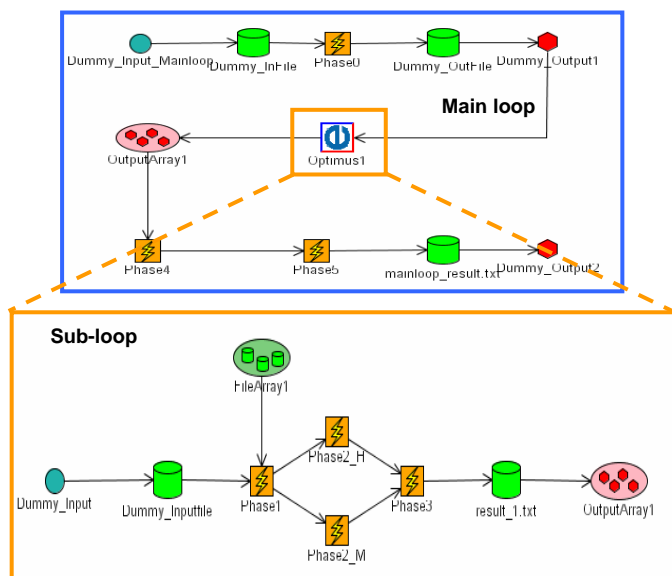 Dummy_Input_Mainloop
Dummy_InFile
Phase0
Dummy_OutFile
Dummy_Output1
Main loop
OutputArray1
Optimus1
Phase4
Phase5
mainloop_result.txt
Dummy_Output2
Sub-loop
FileArray1
Phase2_H
Dummy_Input
Dummy_Inputfile
Phase1
Phase3
result_1.txt
OutputArray1
Phase2_M